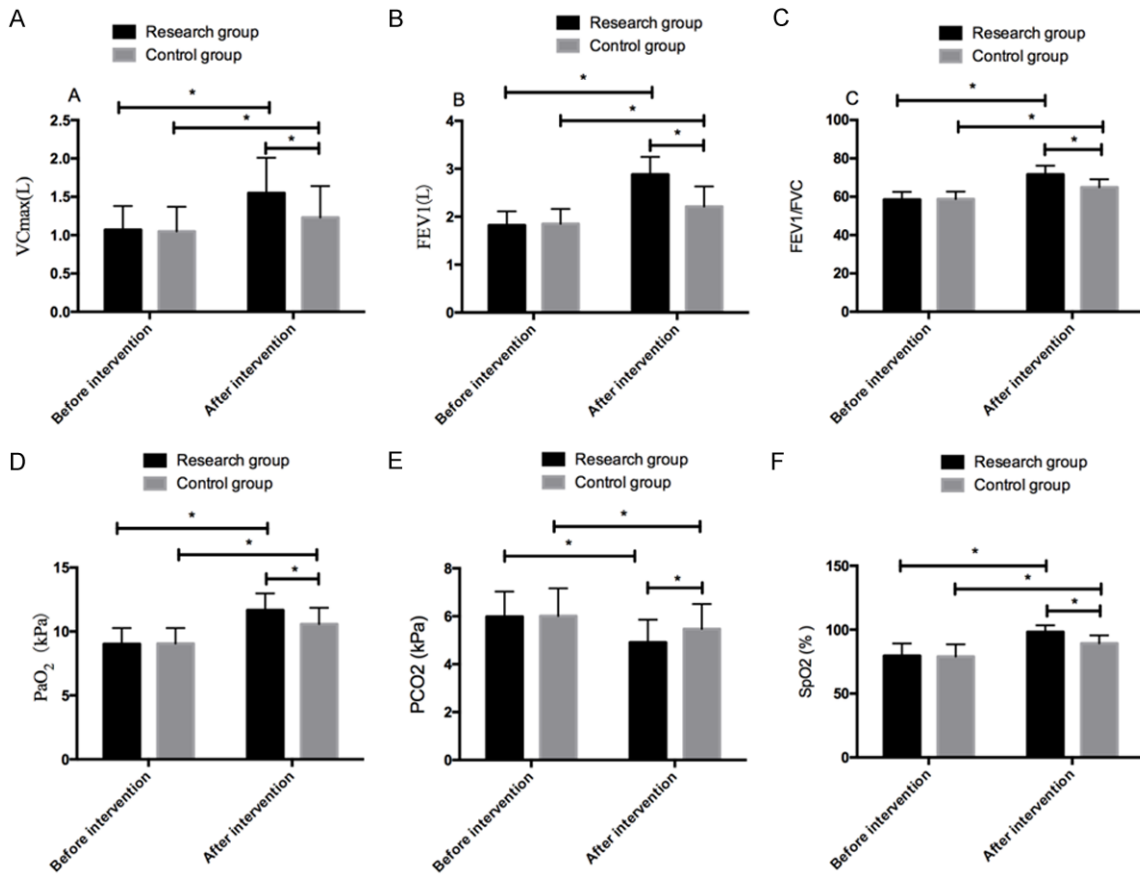 A
Research group
Control group
A
*
*
*
VCmax(L)
2.5
2.0
1.5
1.0
0.5
0.0
Before intervention
After intervention
B
Research group
Control group
B
*
*
*
FEV1(L)
4
3
2
1
0
Before intervention
After intervention
C
Research group
Control group
C
*
*
*
FEV1/FVC
100
80
60
40
20
0
Before intervention
After intervention
D
Research group
Control group
*
*
*
PaO2 (kPa)
15
10
5
0
Before intervention
After intervention
E
Research group
Control group
*
*
*
PCO2 (kPa)
8
6
4
2
0
Before intervention
After intervention
F
Research group
Control group
*
*
*
SpO2 (%)
150
100
50
0
Before intervention
After intervention